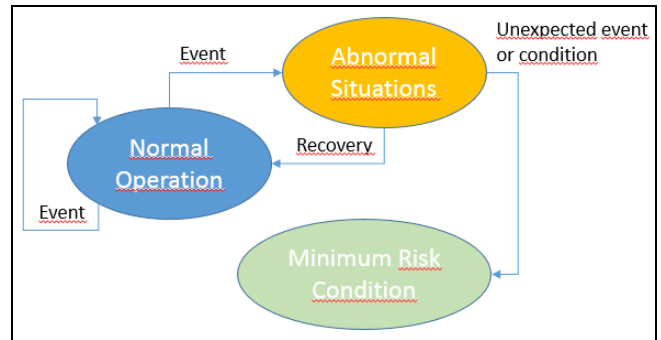 Unexpected event
or condition
Event
Abnormal
Situations
Normal
Operation
Recovery
Event
Minimum Risk
Condition